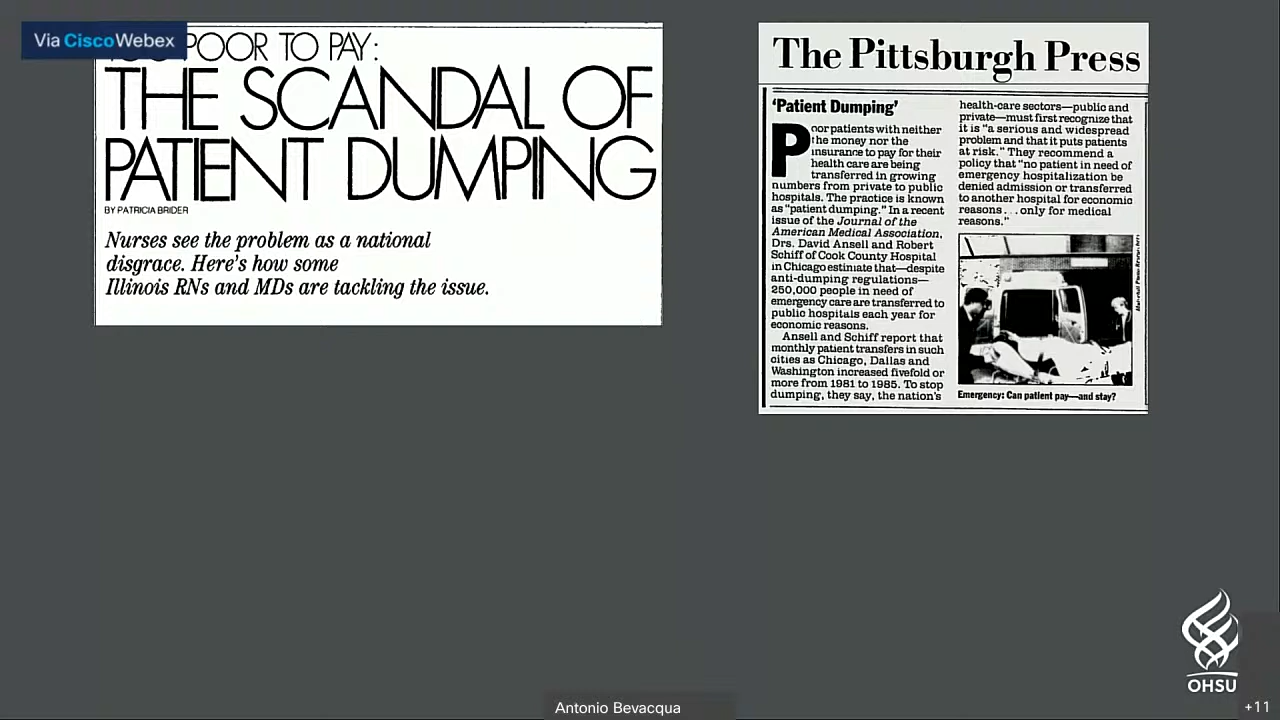 Via Cisco Webex
POOR TO PAY:
THE SCANDAL OF
PATIENT DUMPING
BY PATRICIA BRIDER
Nurses see the problem as a national
disgrace. Here's how some
Illinois RNs and MDs are tackling the issue.
The Pittsburgh Press
'Patient Dumping'
Poor patients with neither
the money nor the
insurance to pay for their
health care are being
transferred in growing
numbers from private to public
hospitals. The practice is known
as "patient dumping." In a recent
issue of the Journal of the
American Medical Association,
Drs. David Ansell and Robert
Schiff of Cook County Hospital
in Chicago estimate that—despite
anti-dumping regulations—
250,000 people in need of
emergency care are transferred to
public hospitals each year for
economic reasons.
Ansell and Schiff report that
monthly patient transfers in such
cities as Chicago, Dallas and
Washington increased fivefold or
more from 1981 to 1985. To stop
dumping, they say, the nation's
health-care sectors—public and
private—must first recognize that
it is "a serious and widespread
problem and that it puts patients
at risk." They recommend a
policy that "no patient in need of
emergency hospitalization be
denied admission or transferred
to another hospital for economic
reasons...only for medical
reasons."
Emergency: Can patient pay—and stay?
OHSU
Antonio Bevacqua
+11